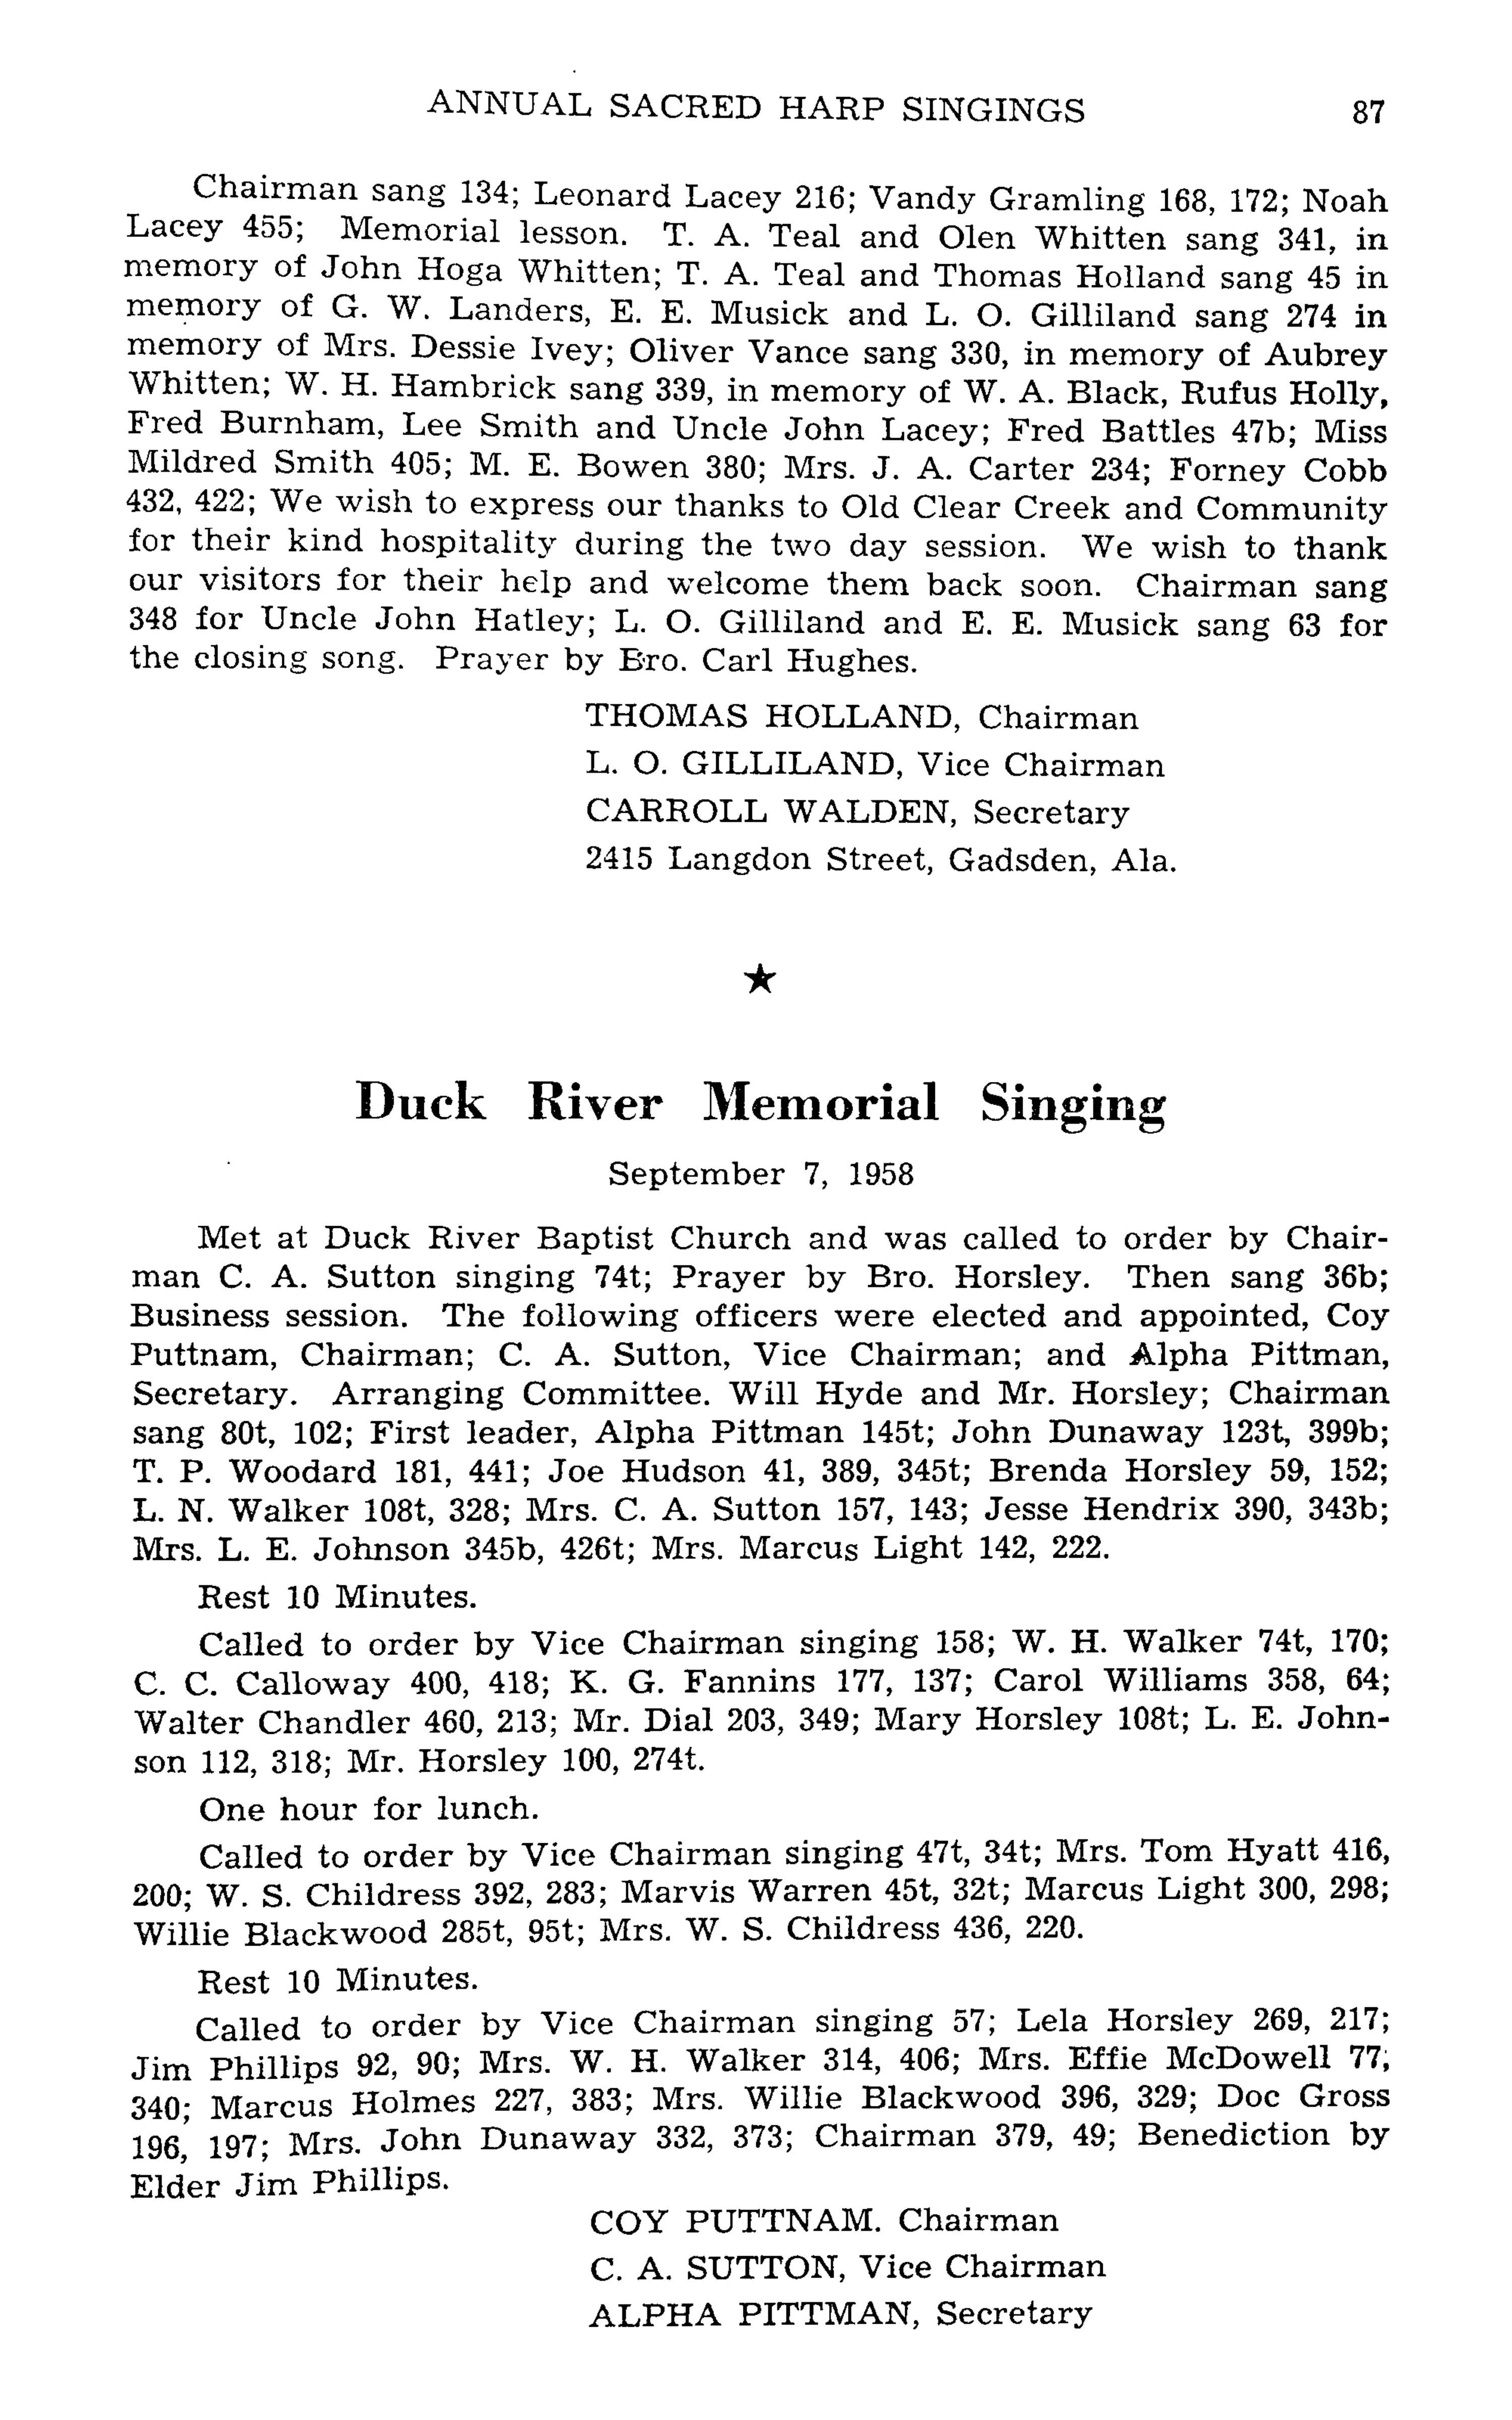 ANNUAL SACRED HARP SINGINGS 87
Chairman sang 134; Leonard Lacey 216; Vandy Gramling 168, 172; Noah
Lacey 455; Memorial lesson. T. A. Teal and Olen Whitten sang 341, in
memory of John Hoga Whitten; T. A. Teal and Thomas Holland sang 45 in
memory of G. W. Landers, E. E. Musick and L. O. Gilliland sang 274 in
memory of Mrs. Dessie Ivey; Oliver Vance sang 330, in memory of Aubrey
Whitten; W. H. Hambrick sang 339, in memory of W. A. Black, Rufus Holly,
Fred Burnham, Lee Smith and Uncle John Lacey; Fred Battles 47b; Miss
Mildred Smith 405; M. E. Bowen 380; Mrs. J. A. Carter 234; Forney Cobb
432, 422; We wish to express our thanks to Old Clear Creek and Community
for their kind hospitality during the two day session. We wish to thank
our visitors for their help and welcome them back soon. Chairman sang
348 for Uncle John Hatley; L. O. Gilliland and E. E. Musick sang 63 for
the closing song. Prayer by Bro. Carl Hughes.
THOMAS HOLLAND, Chairman
L. O. GILLILAND, Vice Chairman
CARROLL WALDEN, Secretary
2415 Langdon Street, Gadsden, Ala.
★
Duck River Memorial Singing
September 7, 1958
Met at Duck River Baptist Church and was called to order by Chair-
man C. A. Sutton singing 74t; Prayer by Bro. Horsley. Then sang 36b;
Business session. The following officers were elected and appointed, Coy
Puttnam, Chairman; C. A. Sutton, Vice Chairman; and Alpha Pittman,
Secretary. Arranging Committee. Will Hyde and Mr. Horsley; Chairman
sang 80t, 102; First leader, Alpha Pittman 145t; John Dunaway 123t, 399b;
T. P. Woodard 181, 441; Joe Hudson 41, 389, 345t; Brenda Horsley 59, 152;
L. N. Walker 108t, 328; Mrs. C. A. Sutton 157, 143; Jesse Hendrix 390, 343b;
Mrs. L. E. Johnson 345b, 426t; Mrs. Marcus Light 142, 222.
Rest 10 Minutes.
Called to order by Vice Chairman singing 158; W. H. Walker 74t, 170;
C. C. Calloway 400, 418; K. G. Fannins 177, 137; Carol Williams 358, 64;
Walter Chandler 460, 213; Mr. Dial 203, 349; Mary Horsley 108t; L. E. John-
son 112, 318; Mr. Horsley 100, 274t.
One hour for lunch.
Called to order by Vice Chairman singing 47t, 34t; Mrs. Tom Hyatt 416,
200; W. S. Childress 392, 283; Marvis Warren 45t, 32t; Marcus Light 300, 298;
Willie Blackwood 285t, 95t; Mrs. W. S. Childress 436, 220.
Rest 10 Minutes.
Called to order by Vice Chairman singing 57; Lela Horsley 269, 217;
Jim Phillips 92, 90; Mrs. W. H. Walker 314, 406; Mrs. Effie McDowell 77,
340; Marcus Holmes 227, 383; Mrs. Willie Blackwood 396, 329; Doc Gross
196, 197; Mrs. John Dunaway 332, 373; Chairman 379, 49; Benediction by
Elder Jim Phillips.
COY PUTTNAM. Chairman
C. A. SUTTON, Vice Chairman
ALPHA PITTMAN, Secretary